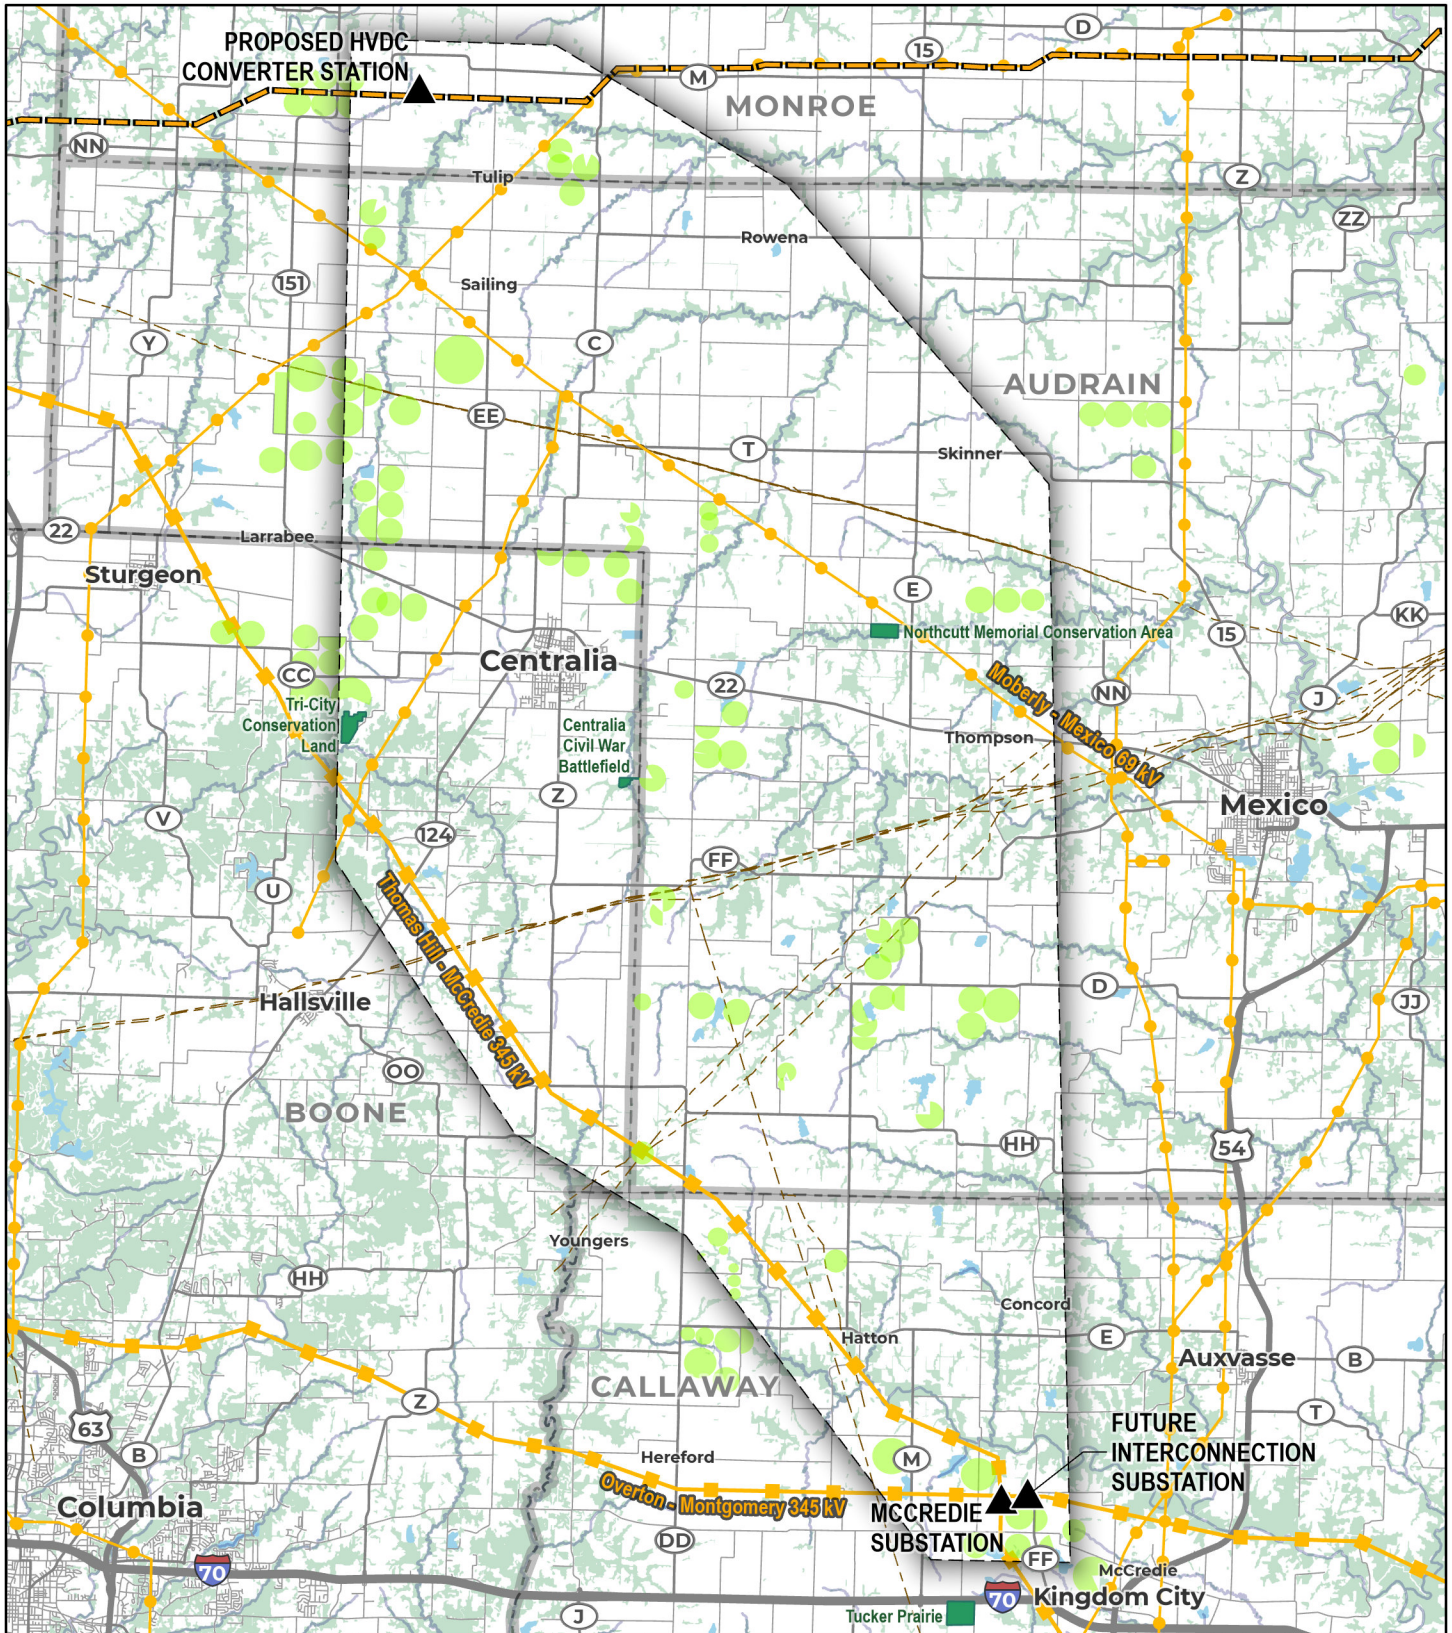 D
PROPOSED HVDC
CONVERTER STATION
15
M
MONROE
NN
Tulip
Z
ZZ
Rowena
151
Sailing
Y
C
AUDRAIN
EE
T
Skinner
22
Larrabee
Sturgeon
E
KK
Northcutt Memorial Conservation Area
15
Centralia
CC
22
NN
J
Moberly - Mexico 69 kV
Tri-City
Conservation
Land
Centralia
Civil War
Battlefield
Thompson
Z
Mexico
V
124
FF
U
Thomas Hill - McCredie 345 kV
D
Hallsville
JJ
OO
BOONE
HH
54
Youngers
HH
Concord
Hatton
E
Auxvasse
B
CALLAWAY
Z
T
63
B
Hereford
M
FUTURE
INTERCONNECTION
SUBSTATION
Overton - Montgomery 345 kV
Columbia
MCCREDIE
SUBSTATION
DD
FF
McCredie
70
70
Kingdom City
J
Tucker Prairie